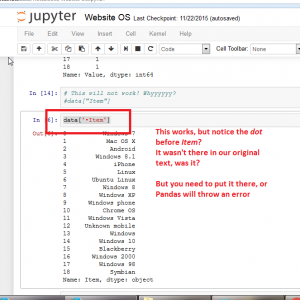 jupyter Website OS Last Checkpoint: 11/22/2015 (autosaved)
File Edit View Insert Cell Kernel Help
Code Cell Toolbar: None
17 1
18 1
Name: Value, dtype: int64
In [14]: # This will not work! Whyyyyyy?
#data["Item"]
data['·Item']
This works, but notice the dot
before Item?
It wasn't there in our original
text, was it?
But you need to put it there, or
Pandas will throw an error
Windows 7
1 Mac OS X
2 Android
3 Windows 8.1
4 iPhone
5 Linux
6 Ubuntu Linux
7 Windows 8
8 Windows XP
9 Windows phone
10 Chrome OS
11 Windows Vista
12 Unknown mobile
13 Windows
14 Windows 10
15 Blackberry
16 Windows 2000
17 Windows 98
18 Symbian
Name: Item, dtype: object